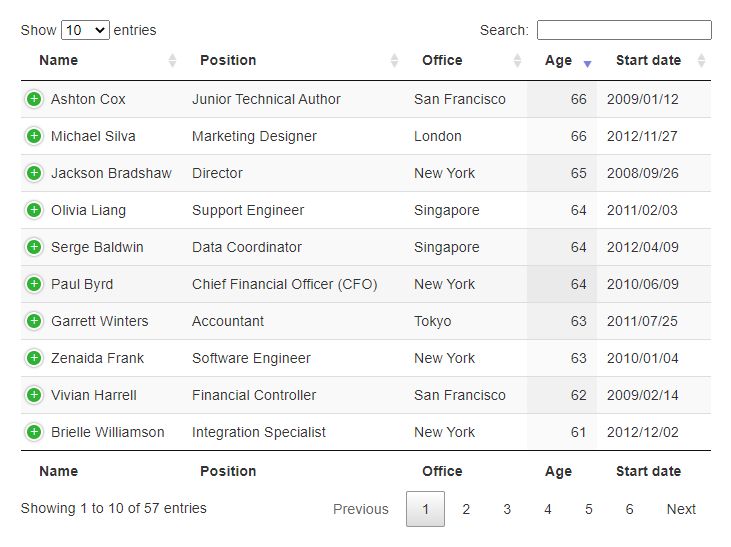 Show 10 entries Search:
Name Position Office Age Start date
Ashton Cox Junior Technical Author San Francisco 66 2009/01/12
Michael Silva Marketing Designer London 66 2012/11/27
Jackson Bradshaw Director New York 65 2008/09/26
Olivia Liang Support Engineer Singapore 64 2011/02/03
Serge Baldwin Data Coordinator Singapore 64 2012/04/09
Paul Byrd Chief Financial Officer (CFO) New York 64 2010/06/09
Garrett Winters Accountant Tokyo 63 2011/07/25
Zenaida Frank Software Engineer New York 63 2010/01/04
Vivian Harrell Financial Controller San Francisco 62 2009/02/14
Brielle Williamson Integration Specialist New York 61 2012/12/02
Name Position Office Age Start date
Showing 1 to 10 of 57 entries Previous 1 2 3 4 5 6 Next